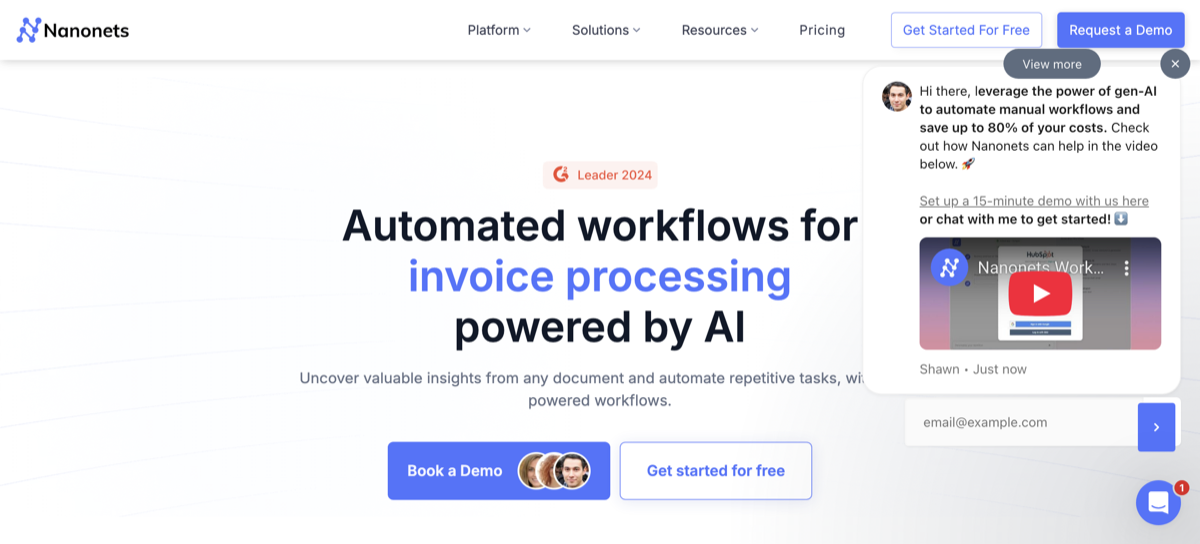 Nanonets
Platform
Solutions
Resources
Pricing
Get Started For Free
Request a Demo
View more
Hi there, leverage the power of gen-AI
to automate manual workflows and
save up to 80% of your costs. Check
out how Nanonets can help in the video
below. 🚀
Set up a 15-minute demo with us here
or chat with me to get started! ⬇️
HubSpot
Nanonets Work...
Shawn • Just now
email@example.com
1
Leader 2024
Automated workflows for
invoice processing
powered by AI
Uncover valuable insights from any document and automate repetitive tasks,
powered workflows.
Book a Demo
Get started for free